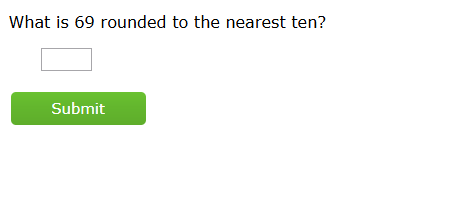 What is 69 rounded to the nearest ten?
Submit